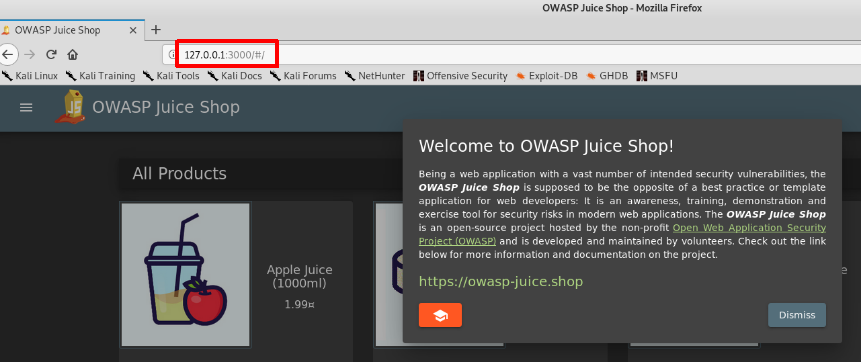 OWASP Juice Shop - Mozilla Firefox
OWASP Juice Shop
127.0.0.1:3000/#/
Kali Linux Kali Training Kali Tools Kali Docs Kali Forums NetHunter Offensive Security Exploit-DB GHDB MSFU
OWASP Juice Shop
All Products
Apple Juice
(1000ml)
1.99¤
Welcome to OWASP Juice Shop!
Being a web application with a vast number of intended security vulnerabilities, the
OWASP Juice Shop is supposed to be the opposite of a best practice or template
application for web developers: It is an awareness, training, demonstration and
exercise tool for security risks in modern web applications. The OWASP Juice Shop
is an open-source project hosted by the non-profit Open Web Application Security
Project (OWASP) and is developed and maintained by volunteers. Check out the link
below for more information and documentation on the project.
https://owasp-juice.shop
Dismiss